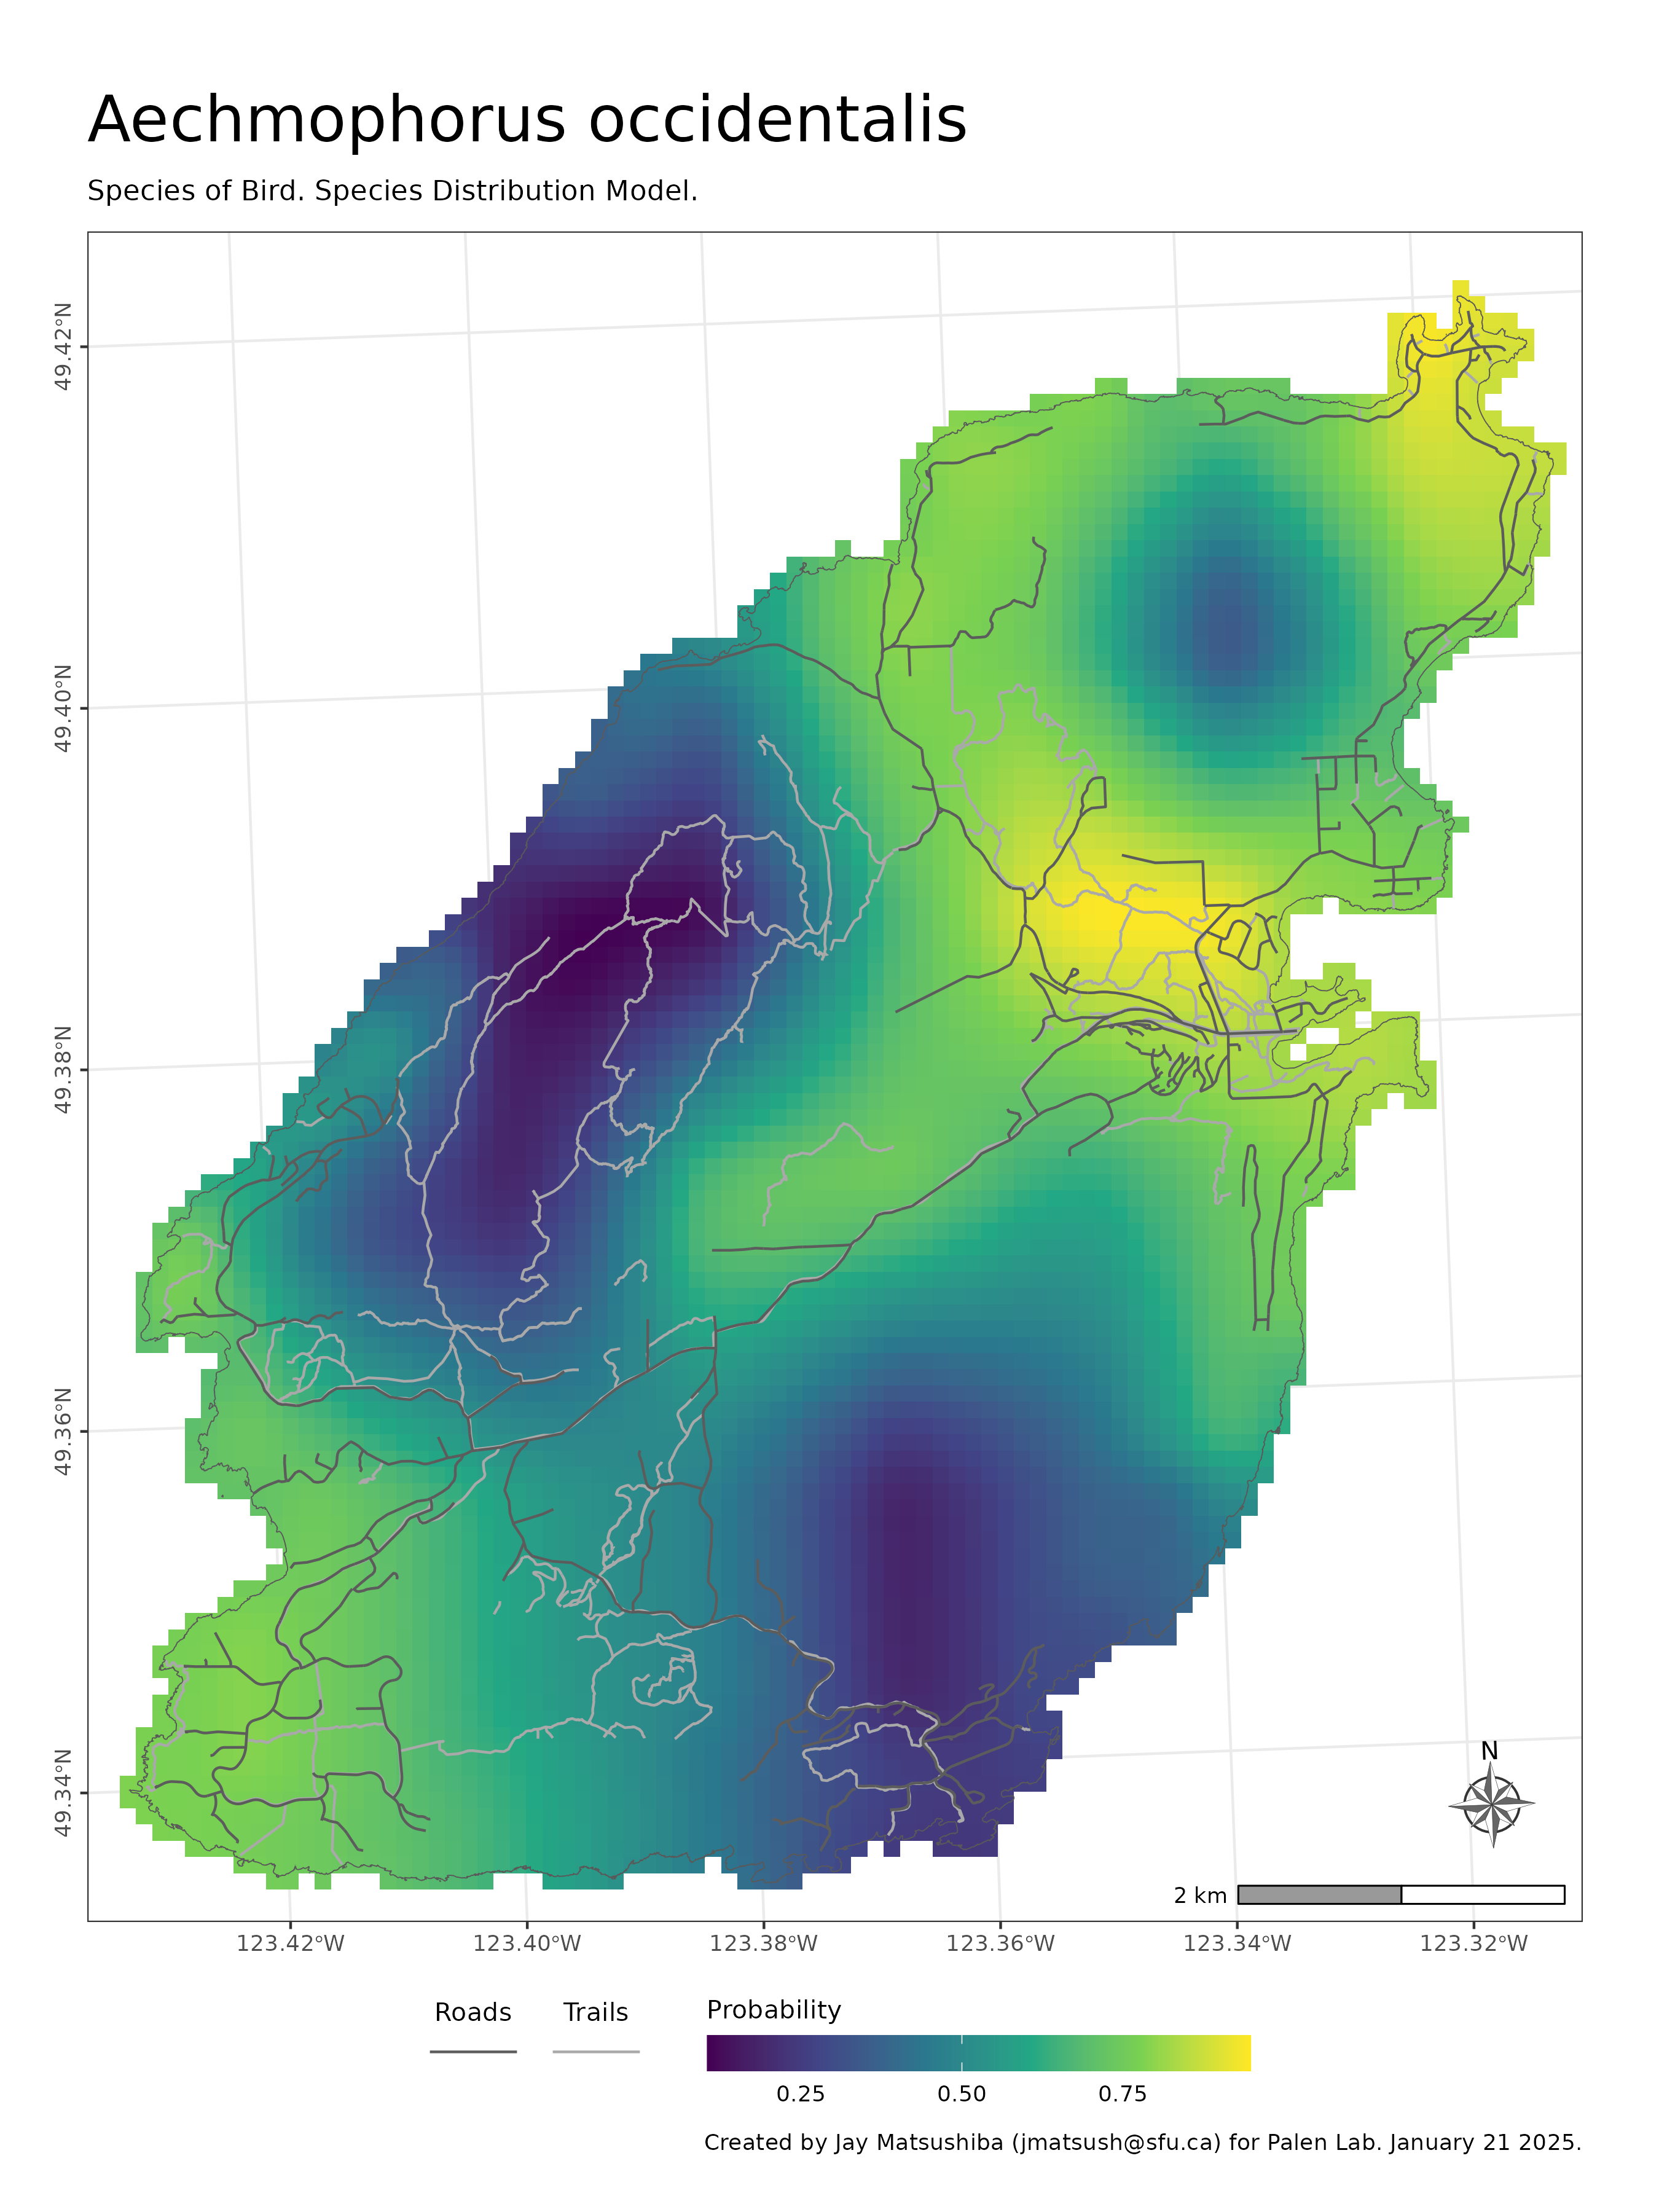 Aechmophorus occidentalis
Species of Bird. Species Distribution Model.
49.42°N
49.40°N
49.38°N
49.36°N
49.34°N
N
2 km
123.42°W 123.40°W 123.38°W 123.36°W 123.34°W 123.32°W
Roads Trails Probability
0.25 0.50 0.75
Created by Jay Matsushiba (jmatsush@sfu.ca) for Palen Lab. January 21 2025.